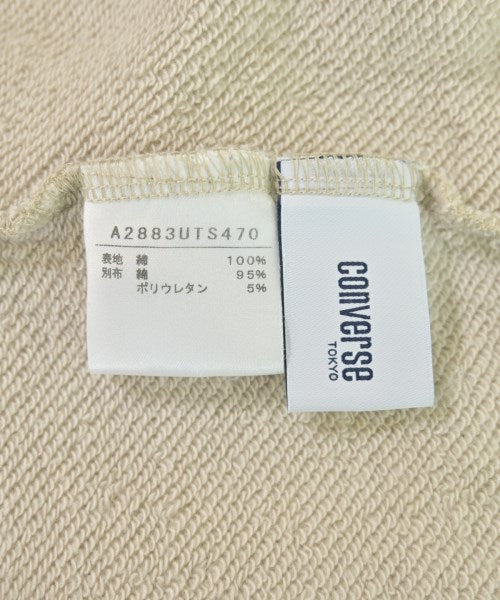 A2883UTS470
表地 綿 100%
別布 綿 95%
ポリウレタン 5%
converse
TOKYO